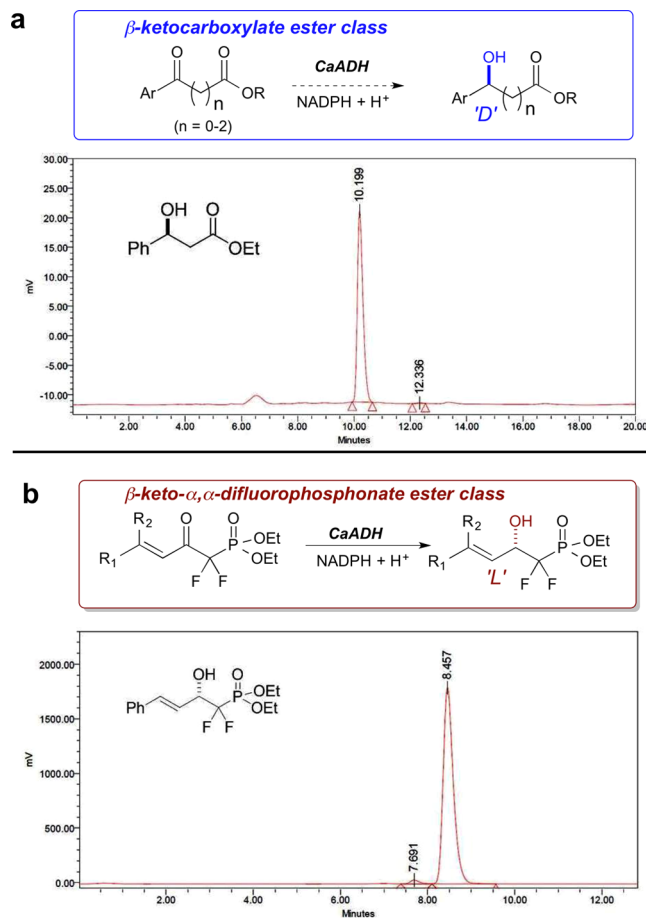 a
β-ketocarboxylate ester class
O O OH O
CaADH
Ar ( )n OR NADPH + H⁺ Ar ( )n OR
(n = 0-2) 'D'
30.00
25.00
20.00
15.00
10.00
5.00
0.00
-5.00
-10.00
mV
10.199
12.336
OH O
Ph OEt
2.00 4.00 6.00 8.00 10.00 12.00 14.00 16.00 18.00 20.00
Minutes
b
β-keto-α,α-difluorophosphonate ester class
R₂ O O OH O
CaADH
R₁ P OEt OEt NADPH + H⁺ R₂ R₁ P OEt OEt
F F 'L' F F
2000.00
1500.00
1000.00
500.00
0.00
mV
7.691
8.457
OH O
Ph P OEt OEt
F F
0.00 2.00 4.00 6.00 8.00 10.00 12.00
Minutes